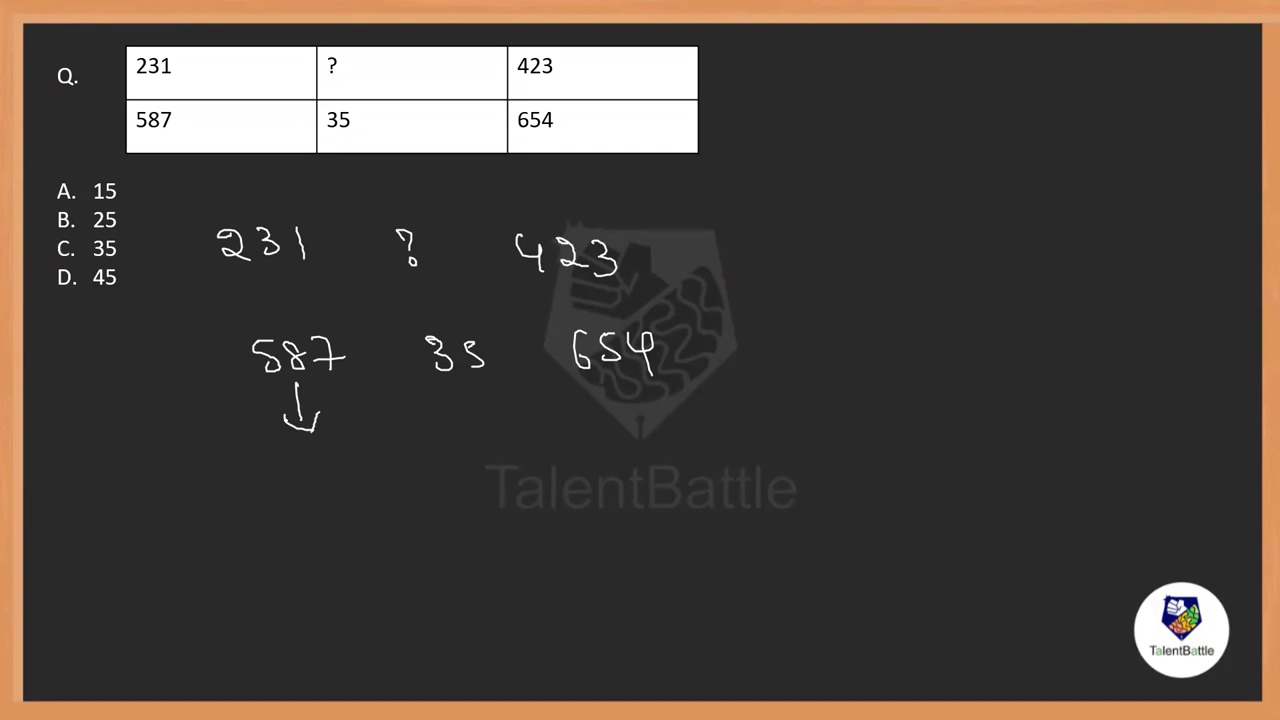 Q. 231 ? 423
587 35 654
A. 15
B. 25
C. 35
D. 45
231 ? 423
587 35 654
TalentBattle
TalentBattle